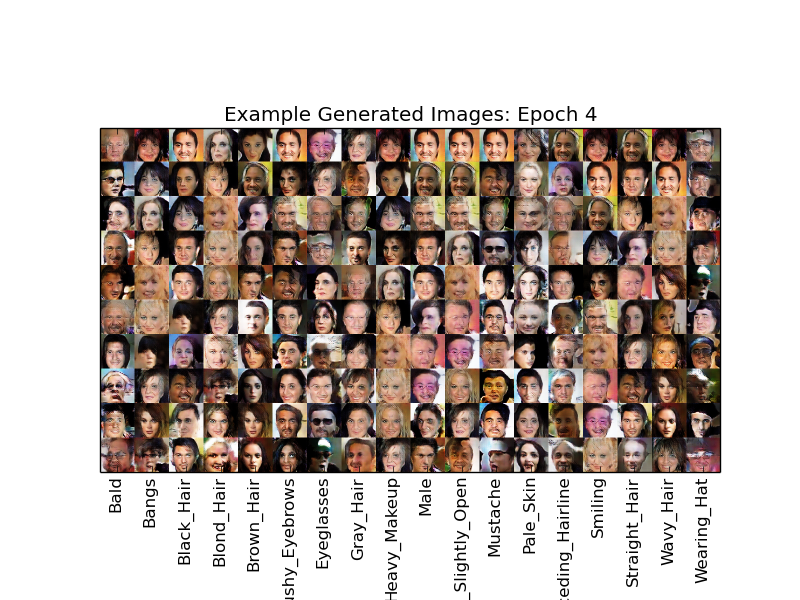 Example Generated Images: Epoch 4
Bald
Bangs
Black_Hair
Blond_Hair
Brown_Hair
ushy_Eyebrows
Eyeglasses
Gray_Hair
Heavy_Makeup
Male
_Slightly_Open
Mustache
Pale_Skin
ceding_Hairline
Smiling
Straight_Hair
Wavy_Hair
Wearing_Hat